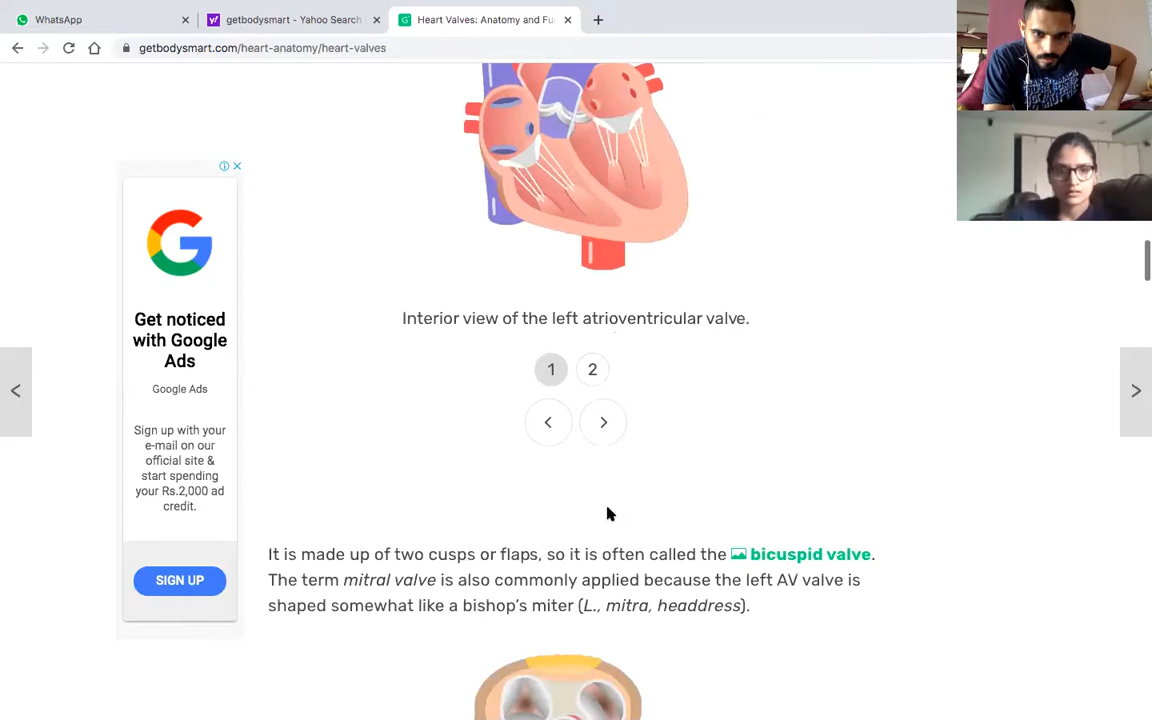 WhatsApp
getbodysmart - Yahoo Search
Heart Valves: Anatomy and Fu
getbodysmart.com/heart-anatomy/heart-valves
Get noticed
with Google
Ads
Google Ads
Sign up with your
e-mail on our
official site &
start spending
your Rs.2,000 ad
credit.
SIGN UP
Interior view of the left atrioventricular valve.
1 2
It is made up of two cusps or flaps, so it is often called the bicuspid valve.
The term mitral valve is also commonly applied because the left AV valve is
shaped somewhat like a bishop's miter (L., mitra, headdress).